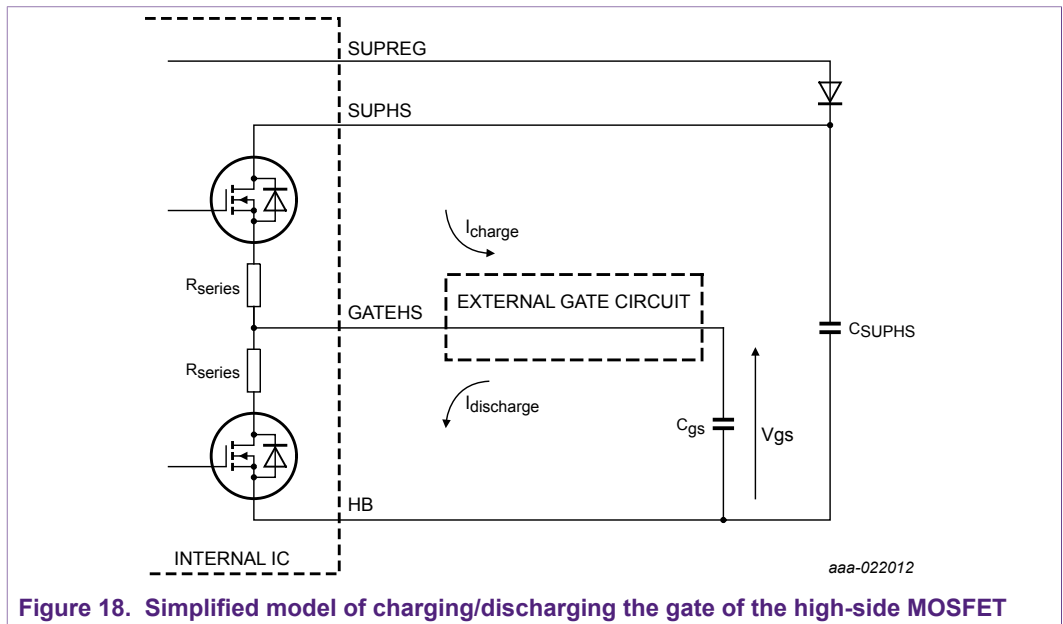 SUPREG
SUPHS
Icharge
Rseries
EXTERNAL GATE CIRCUIT
GATEHS
CSUPHS
Rseries
Idischarge
Cgs
Vgs
HB
INTERNAL IC
aaa-022012
Figure 18. Simplified model of charging/discharging the gate of the high-side MOSFET